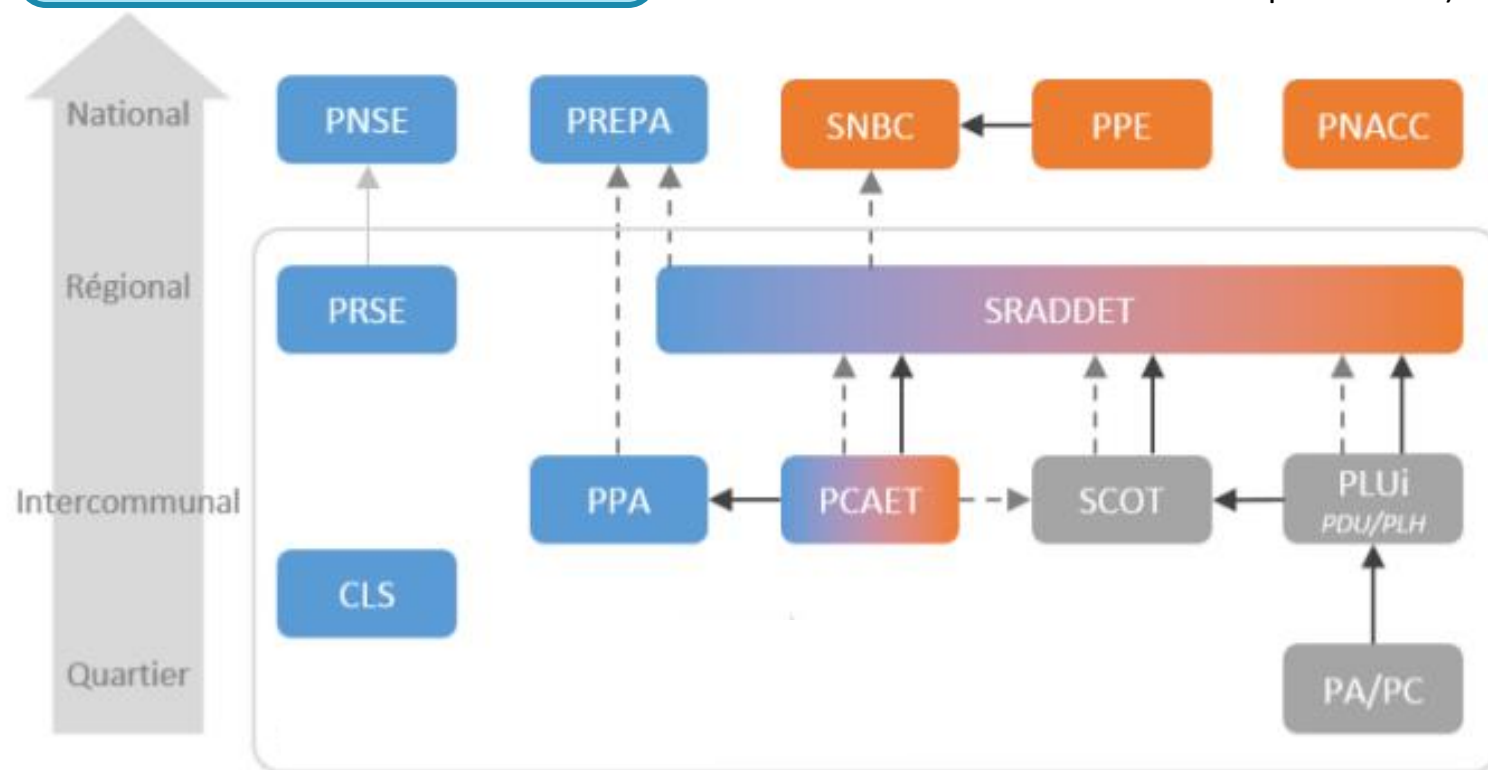 National
PNSE
PREPA
SNBC
PPE
PNACC
Régional
PRSE
SRADDET
Intercommunal
PPA
PCAET
SCOT
PLUi
PDU/PLH
CLS
Quartier
PA/PC